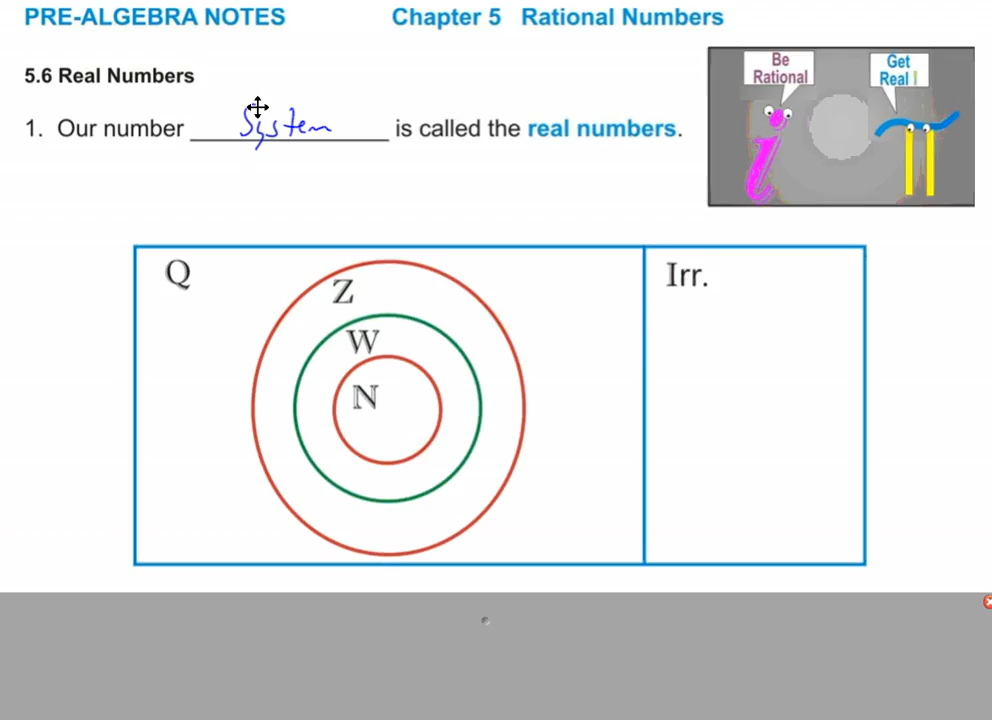 PRE-ALGEBRA NOTES Chapter 5 Rational Numbers
5.6 Real Numbers
Be
Rational
Get
Real !
1. Our number System is called the real numbers.
Q
Z
W
N
Irr.